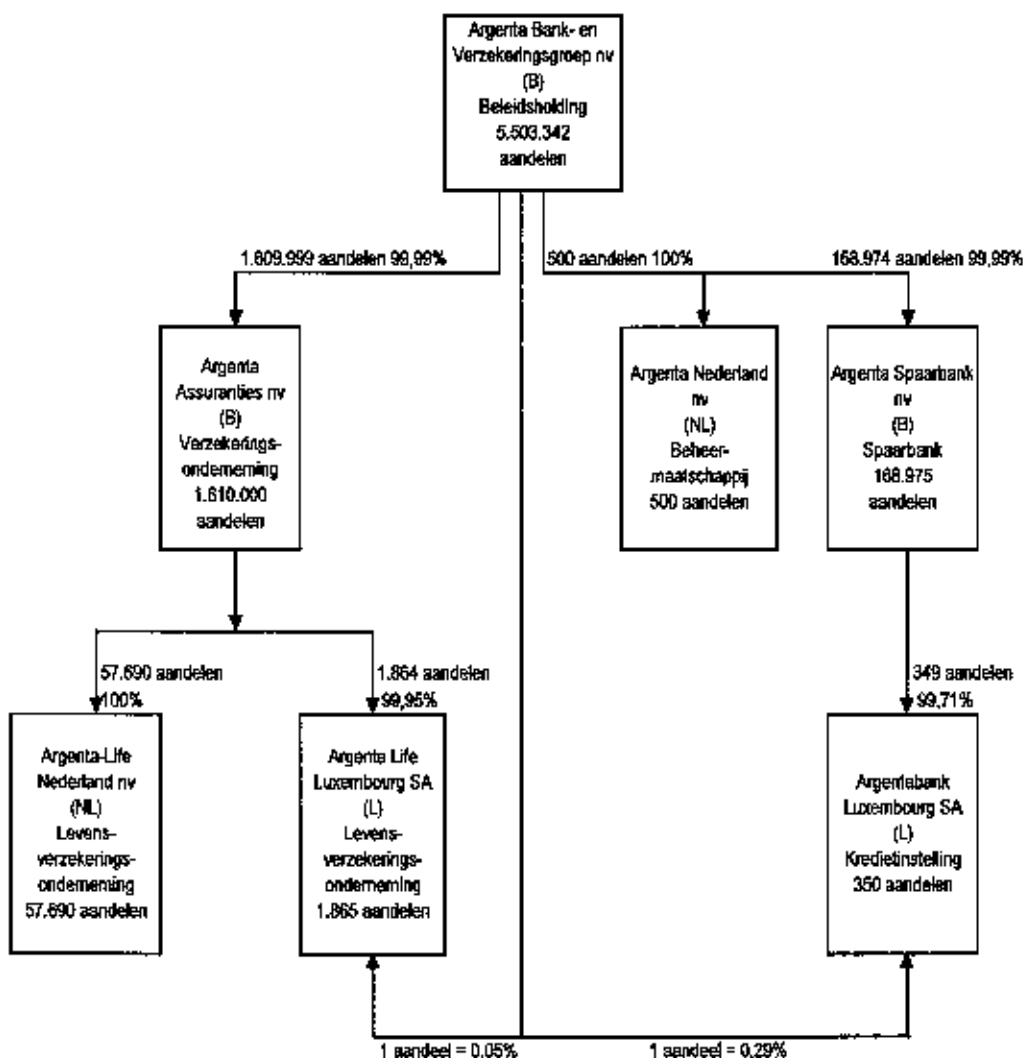 Argenta Bank- en
Verzekeringsgroep nv
(B)
Beleidsholding
5.503.342
aandelen
1.609.999 aandelen 99,99%
500 aandelen 100%
168.974 aandelen 99,99%
Argenta
Assuranties nv
(B)
Verzekerings-
onderneming
1.610.000
aandelen
Argenta Nederland
nv
(NL)
Beheer-
maatschappij
500 aandelen
Argenta Spaarbank
nv
(B)
Spaarbank
168.975
aandelen
57.690 aandelen
100%
1.864 aandelen
99,95%
349 aandelen
99,71%
Argenta-Life
Nederland nv
(NL)
Levens-
verzekerings-
onderneming
57.690 aandelen
Argenta Life
Luxembourg SA
(L)
Levens-
verzekerings-
onderneming
1.865 aandelen
Argentabank
Luxembourg SA
(L)
Kredietinstelling
350 aandelen
1 aandeel = 0,05%
1 aandeel = 0,29%